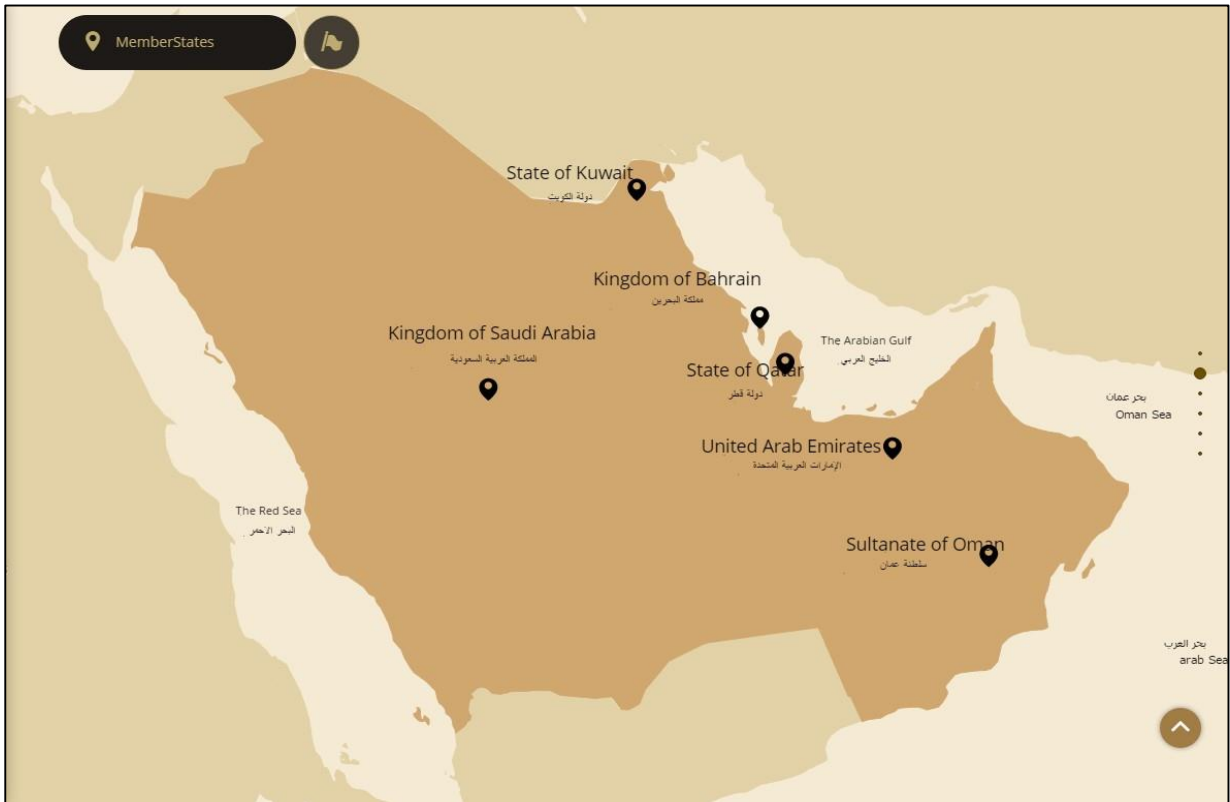 MemberStates
State of Kuwait
دولة الكويت
Kingdom of Bahrain
مملكة البحرين
Kingdom of Saudi Arabia
المملكة العربية السعودية
The Arabian Gulf
الخليج العربي
State of Qatar
دولة قطر
بحر عمان
Oman Sea
United Arab Emirates
الإمارات العربية المتحدة
The Red Sea
البحر الاحمر
Sultanate of Oman
سلطنة عمان
بحر العرب
arab Sea